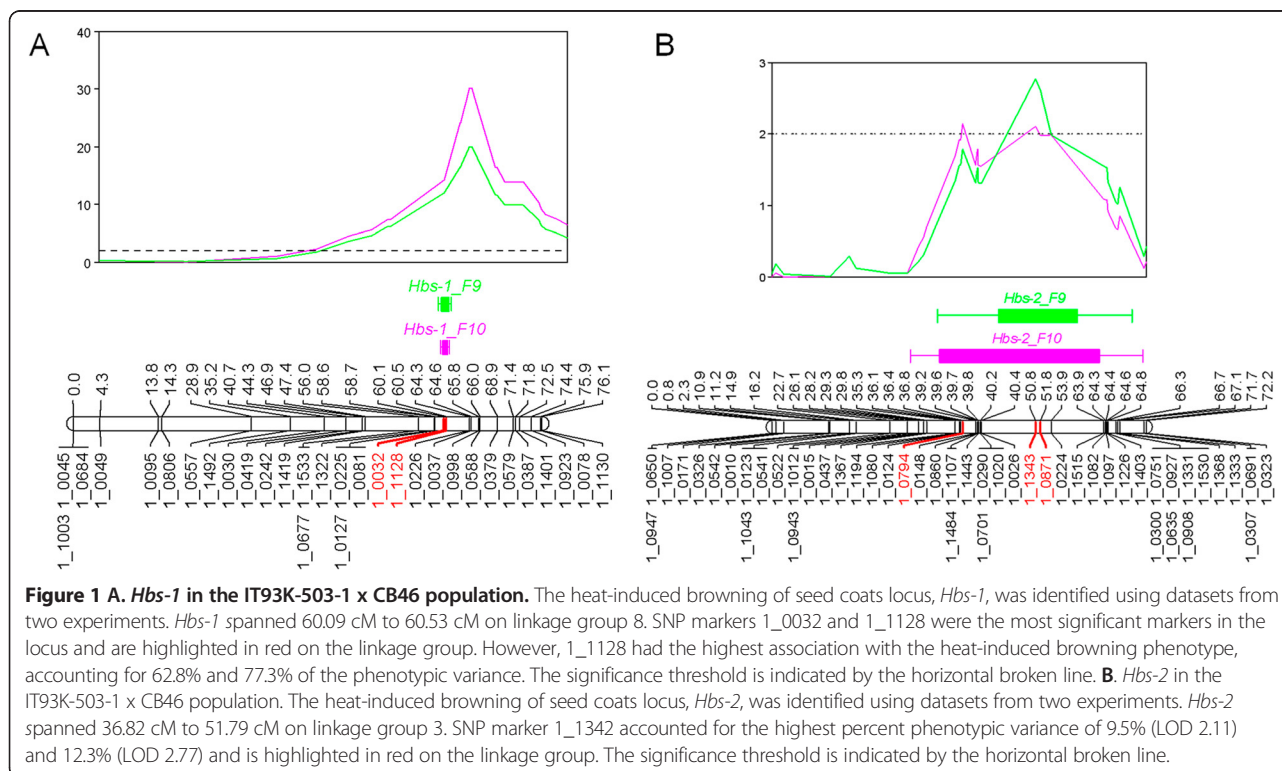 A
40
30
20
10
0
Hbs-1_F9
Hbs-1_F10
0.0 4.3 13.8 14.3 28.9 35.2 40.7 44.3 46.9 47.4 56.0 58.6 58.7 60.1 60.5 64.3 64.6 65.8 66.0 68.9 71.4 71.8 72.5 74.4 75.9 76.1
1_0045 1_0684 1_0049 1_0095 1_0806 1_0557 1_1492 1_0030 1_0419 1_0242 1_1419 1_1533 1_1322 1_0225 1_0081 1_0032 1_1128 1_0226 1_0037 1_0998 1_0588 1_0379 1_0579 1_0387 1_1401 1_0923 1_0078 1_1130
1_1003 1_0677 1_0127
B
3
2
1
0
Hbs-2_F9
Hbs-2_F10
0.0 0.8 2.3 10.9 11.2 14.9 16.2 22.7 26.1 28.2 29.3 29.8 35.3 36.1 36.4 36.8 39.2 39.6 39.7 39.8 40.2 40.4 50.8 51.8 53.9 63.9 64.3 64.4 64.6 64.8 66.3 66.7 67.1 71.7 72.2
1_0650 1_1007 1_0171 1_0326 1_0542 1_0010 1_0123 1_0541 1_0522 1_1012 1_0015 1_0437 1_1367 1_1194 1_1080 1_0124 1_0794 1_0148 1_0860 1_1107 1_1443 1_0290 1_1020 1_0026 1_1343 1_0871 1_0224 1_1515 1_1082 1_1097 1_1226 1_1403 1_0751 1_0927 1_1331 1_1530 1_1368 1_1333 1_0691 1_0323
1_0947 1_1043 1_0943 1_1484 1_0701 1_0300 1_0635 1_0908 1_0307
Figure 1 A. Hbs-1 in the IT93K-503-1 x CB46 population. The heat-induced browning of seed coats locus, Hbs-1, was identified using datasets from
two experiments. Hbs-1 spanned 60.09 cM to 60.53 cM on linkage group 8. SNP markers 1_0032 and 1_1128 were the most significant markers in the
locus and are highlighted in red on the linkage group. However, 1_1128 had the highest association with the heat-induced browning phenotype,
accounting for 62.8% and 77.3% of the phenotypic variance. The significance threshold is indicated by the horizontal broken line. B. Hbs-2 in the
IT93K-503-1 x CB46 population. The heat-induced browning of seed coats locus, Hbs-2, was identified using datasets from two experiments. Hbs-2
spanned 36.82 cM to 51.79 cM on linkage group 3. SNP marker 1_1342 accounted for the highest percent phenotypic variance of 9.5% (LOD 2.11)
and 12.3% (LOD 2.77) and is highlighted in red on the linkage group. The significance threshold is indicated by the horizontal broken line.